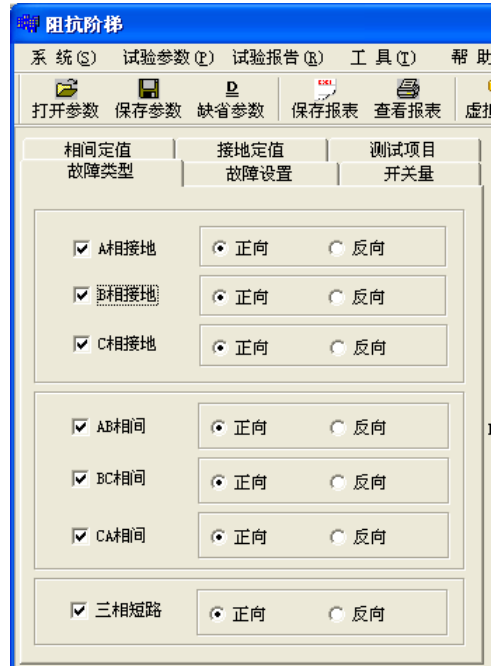 阻抗阶梯
系 统(S) 试验参数(P) 试验报告(R) 工 具(T) 帮 助
打开参数 保存参数 缺省参数 保存报表 查看报表
相间定值 接地定值 测试项目
故障类型 故障设置 开关量
A相接地 正向 反向
B相接地 正向 反向
C相接地 正向 反向
AB相间 正向 反向
BC相间 正向 反向
CA相间 正向 反向
三相短路 正向 反向